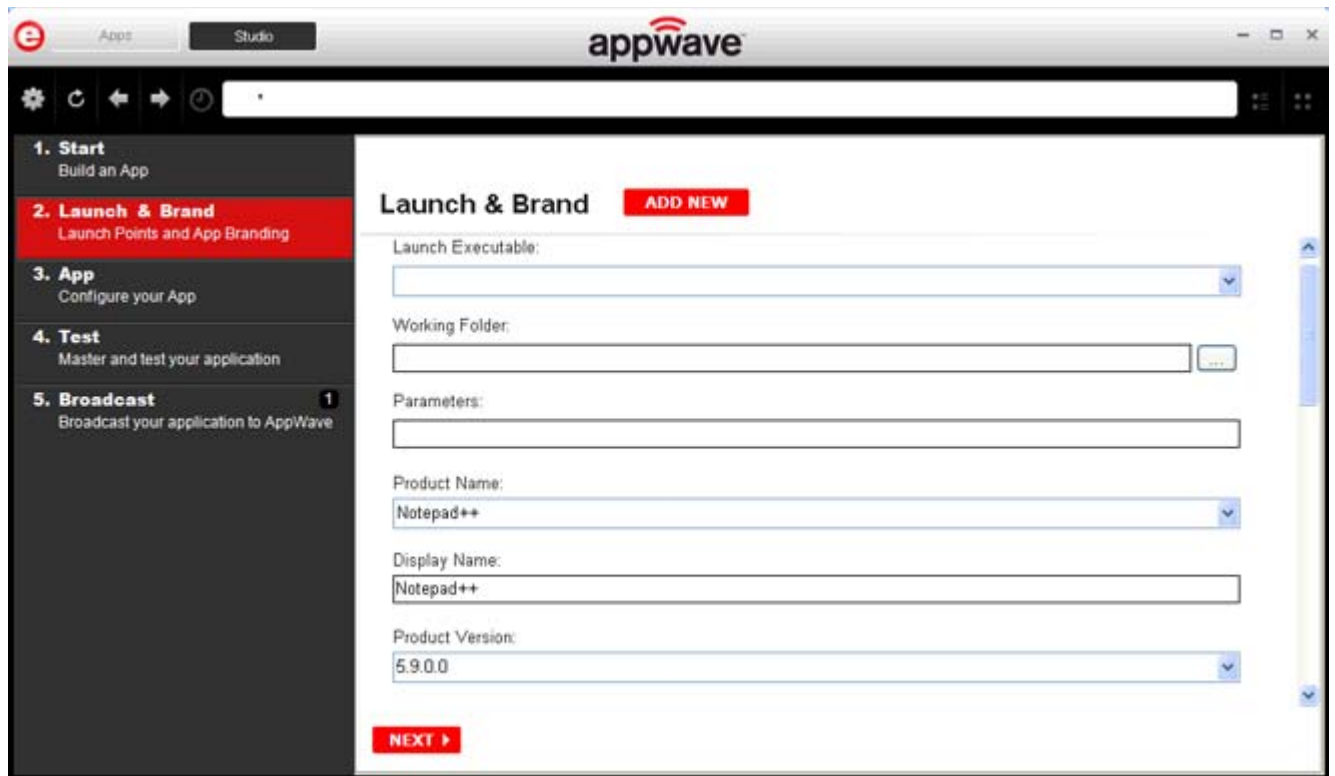 Apps
Studio
appwave
1. Start
Build an App
2. Launch & Brand
Launch Points and App Branding
3. App
Configure your App
4. Test
Master and test your application
5. Broadcast
1
Broadcast your application to AppWave
Launch & Brand
ADD NEW
Launch Executable:
Working Folder:
...
Parameters:
Product Name:
Notepad++
Display Name:
Notepad++
Product Version:
5.9.0.0
NEXT